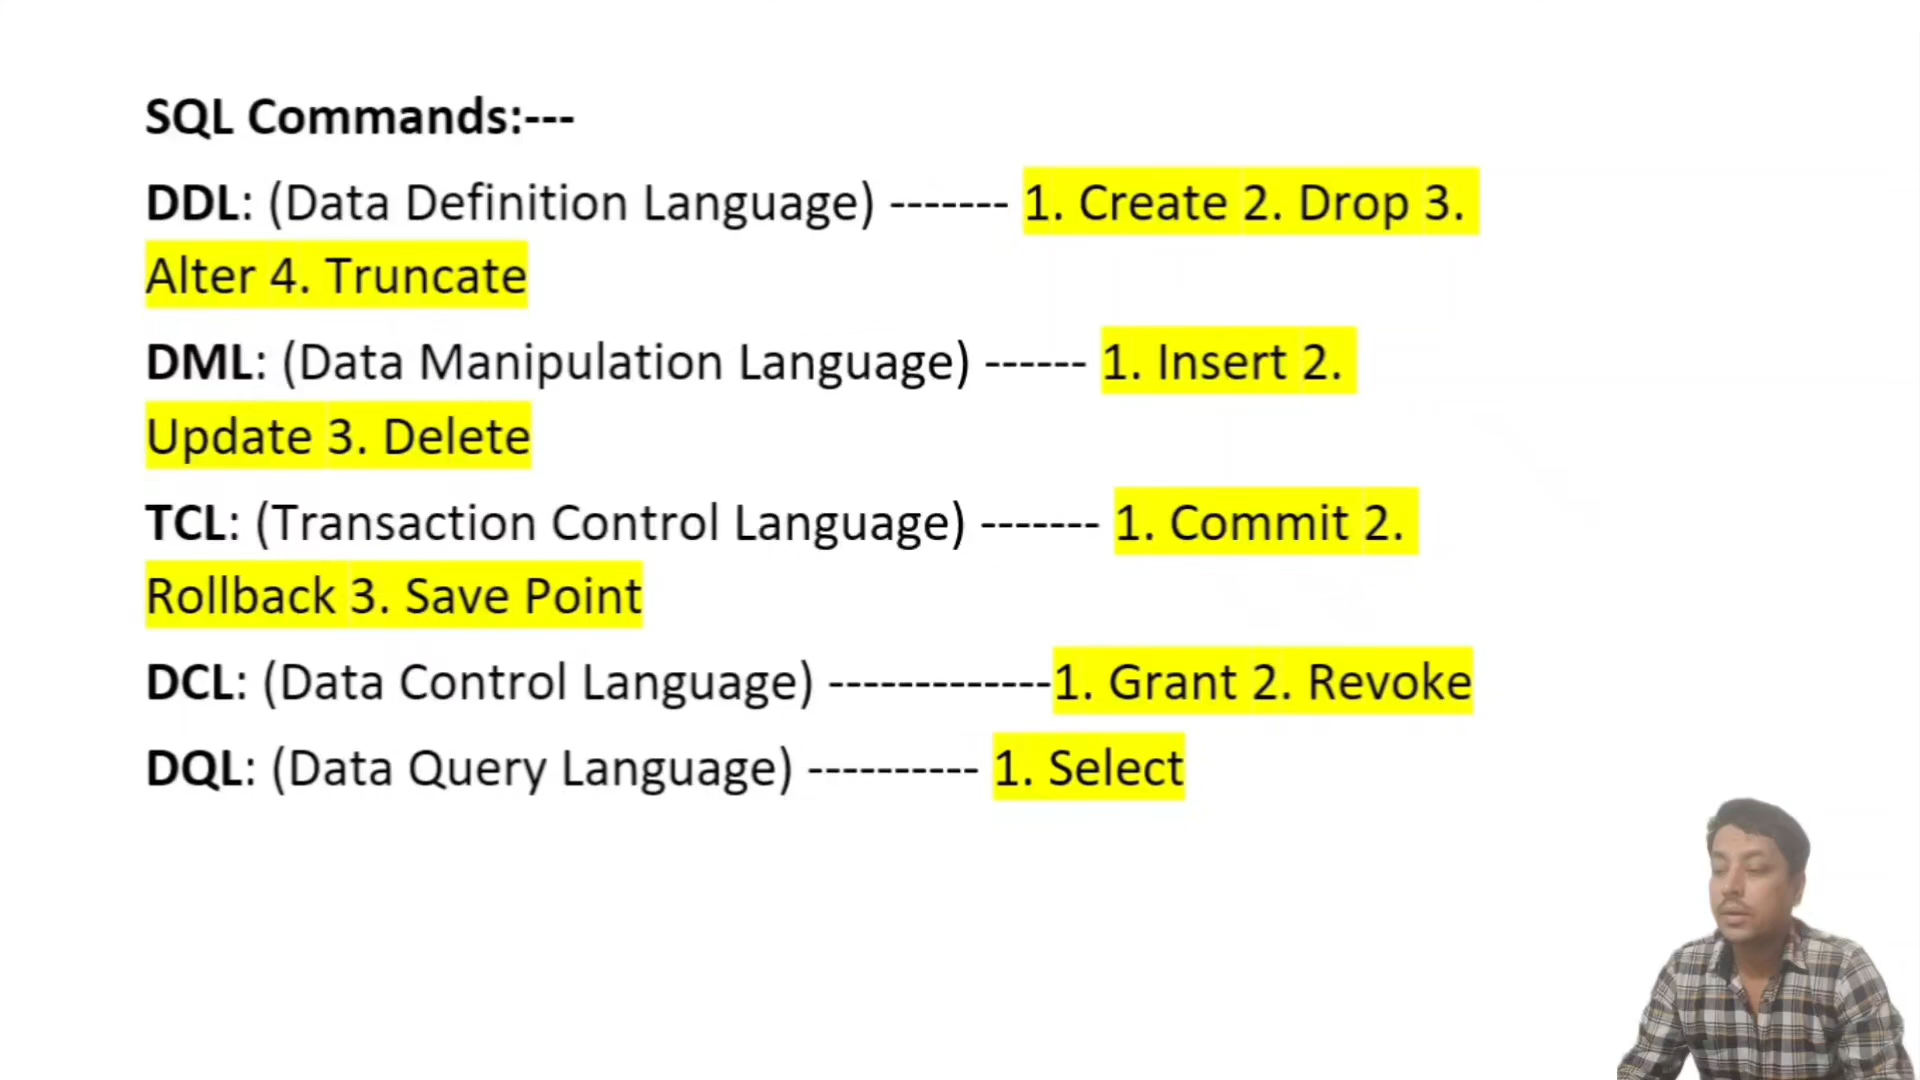 SQL Commands:---
DDL: (Data Definition Language) ------- 1. Create 2. Drop 3.
Alter 4. Truncate
DML: (Data Manipulation Language) ------ 1. Insert 2.
Update 3. Delete
TCL: (Transaction Control Language) ------- 1. Commit 2.
Rollback 3. Save Point
DCL: (Data Control Language) -------------1. Grant 2. Revoke
DQL: (Data Query Language) ---------- 1. Select